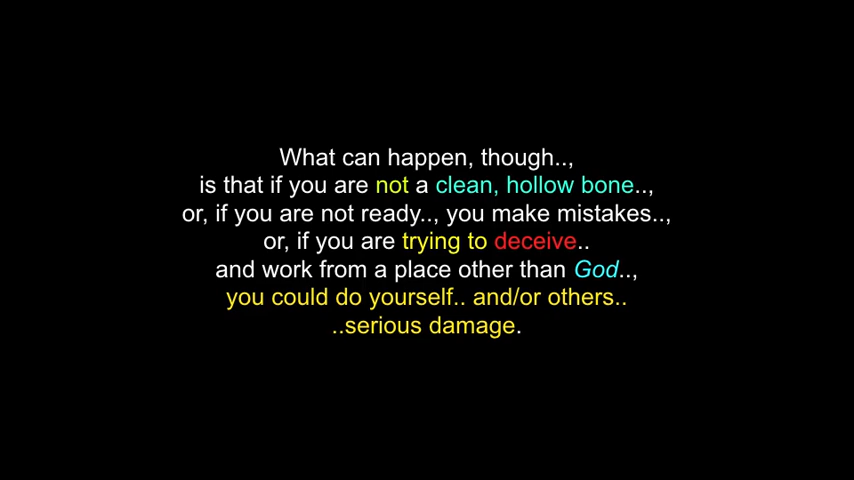 What can happen, though..,
is that if you are not a clean, hollow bone..,
or, if you are not ready.., you make mistakes..,
or, if you are trying to deceive..
and work from a place other than God..,
you could do yourself.. and/or others..
..serious damage.